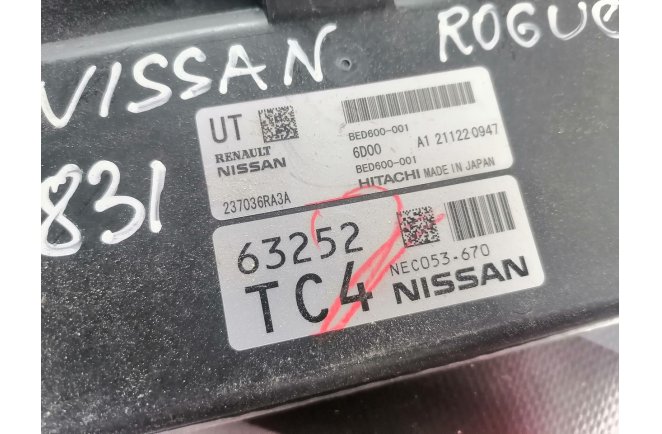 NISSAN ROGUE
831
UT
RENAULT
NISSAN
237036RA3A
BED600-001
6D00 A1 211220947
BED600-001
HITACHI MADE IN JAPAN
63252
TC4
NEC053-670
NISSAN